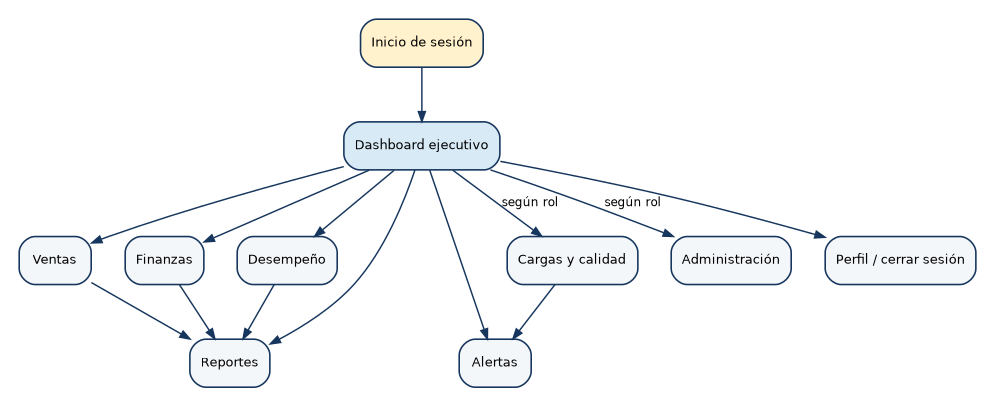 Inicio de sesión
Dashboard ejecutivo
según rol
según rol
Ventas
Finanzas
Desempeño
Cargas y calidad
Administración
Perfil / cerrar sesión
Reportes
Alertas